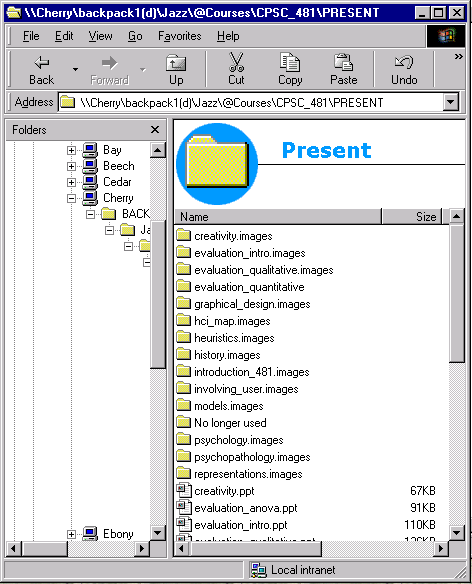 \\Cherry\backpack1(d)\Jazz\@Courses\CPSC_481\PRESENT
File Edit View Go Favorites Help
Back Forward Up Cut Copy Paste Undo
Address \\Cherry\backpack1(d)\Jazz\@Courses\CPSC_481\PRESENT
Folders
Bay
Beech
Cedar
Cherry
BACK
Ja
Ebony
Present
Name Size
creativity.images
evaluation_intro.images
evaluation_qualitative.images
evaluation_quantitative
graphical_design.images
hci_map.images
heuristics.images
history.images
introduction_481.images
involving_user.images
models.images
No longer used
psychology.images
psychopathology.images
representations.images
creativity.ppt 67KB
evaluation_anova.ppt 91KB
evaluation_intro.ppt 110KB
evaluation_qualitative.ppt 126KB
Local intranet